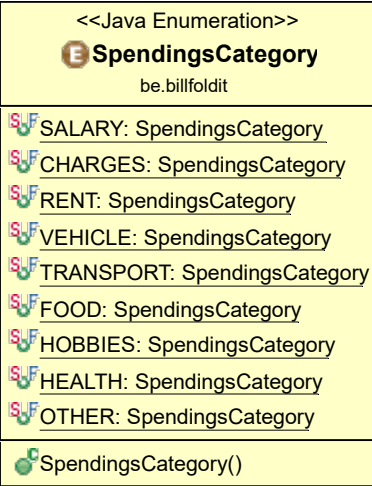 <<Java Enumeration>>
E SpendingsCategory
be.billfoldit
S F SALARY: SpendingsCategory
S F CHARGES: SpendingsCategory
S F RENT: SpendingsCategory
S F VEHICLE: SpendingsCategory
S F TRANSPORT: SpendingsCategory
S F FOOD: SpendingsCategory
S F HOBBIES: SpendingsCategory
S F HEALTH: SpendingsCategory
S F OTHER: SpendingsCategory
C SpendingsCategory()